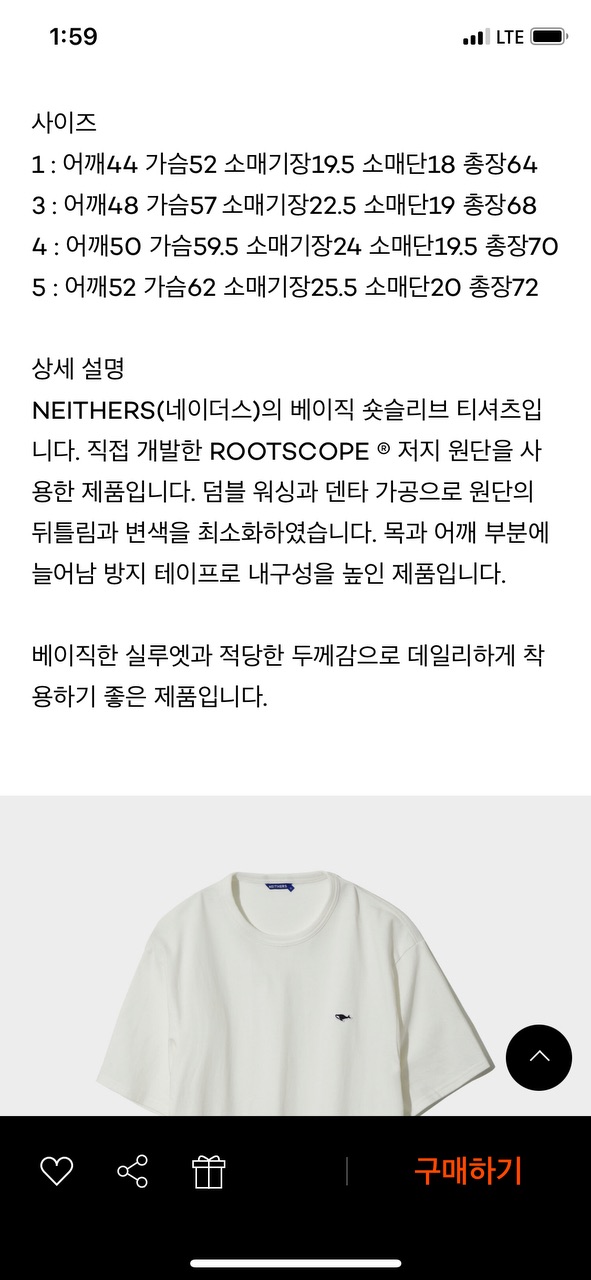 1:59
LTE
사이즈
1 : 어깨44 가슴52 소매기장19.5 소매단18 총장64
3 : 어깨48 가슴57 소매기장22.5 소매단19 총장68
4 : 어깨50 가슴59.5 소매기장24 소매단19.5 총장70
5 : 어깨52 가슴62 소매기장25.5 소매단20 총장72
상세 설명
NEITHERS(네이더스)의 베이직 숏슬리브 티셔츠입
니다. 직접 개발한 ROOTSCOPE ® 저지 원단을 사
용한 제품입니다. 덤블 워싱과 덴타 가공으로 원단의
뒤틀림과 변색을 최소화하였습니다. 목과 어깨 부분에
늘어남 방지 테이프로 내구성을 높인 제품입니다.
베이직한 실루엣과 적당한 두께감으로 데일리하게 착
용하기 좋은 제품입니다.
NEITHERS
구매하기